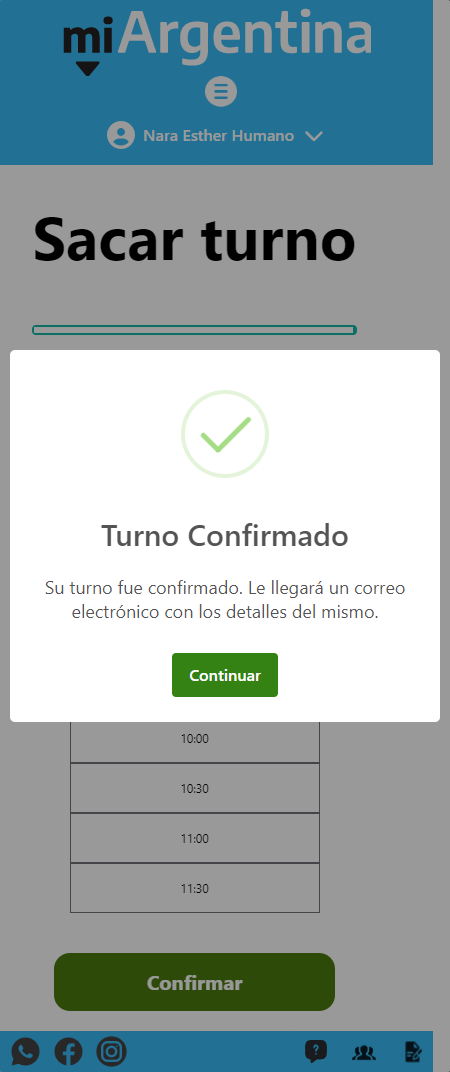 miArgentina
Nara Esther Humano
Sacar turno
Turno Confirmado
Su turno fue confirmado. Le llegará un correo
electrónico con los detalles del mismo.
Continuar
10:00
10:30
11:00
11:30
Confirmar